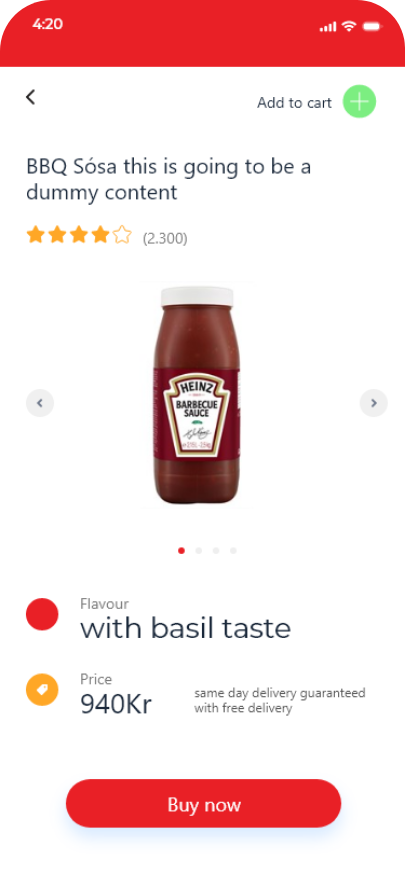 4:20
Add to cart
BBQ Sósa this is going to be a
dummy content
(2.300)
HEINZ
BARBECUE
SAUCE
Flavour
with basil taste
Price
940Kr
same day delivery guaranteed
with free delivery
Buy now